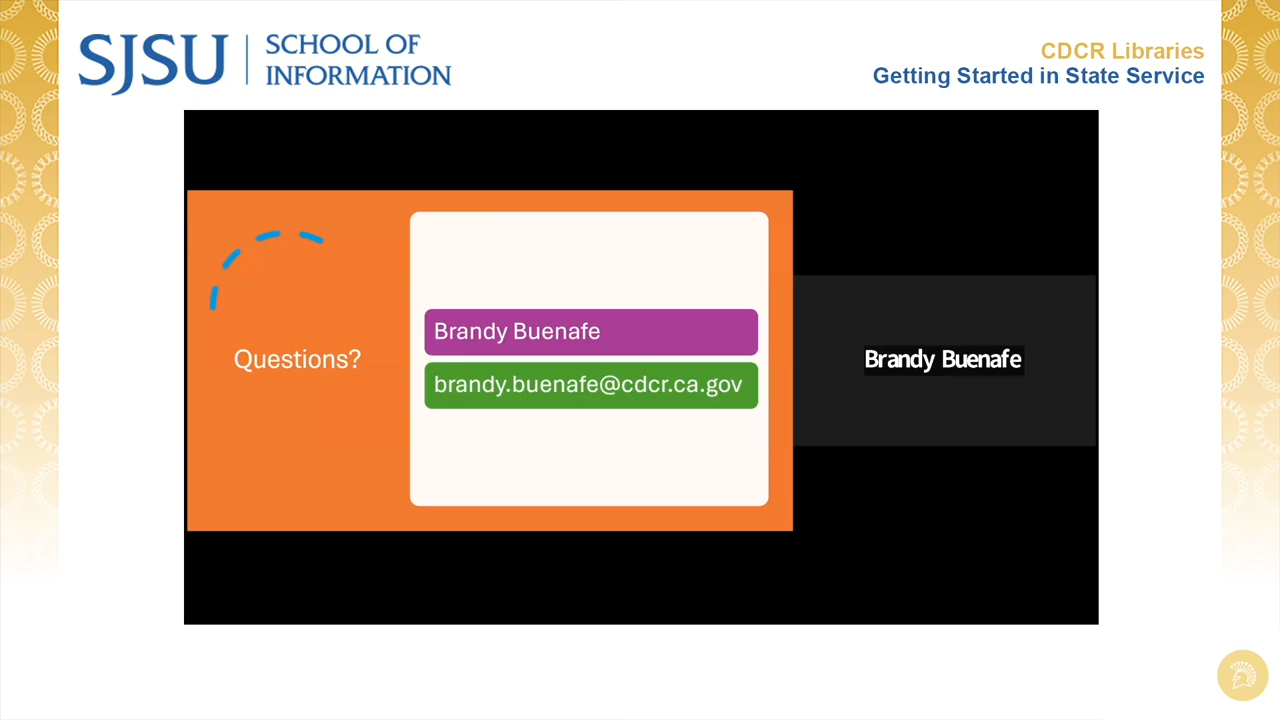 SJSU
SCHOOL OF
INFORMATION
CDCR Libraries
Getting Started in State Service
Questions?
Brandy Buenafe
brandy.buenafe@cdcr.ca.gov
Brandy Buenafe